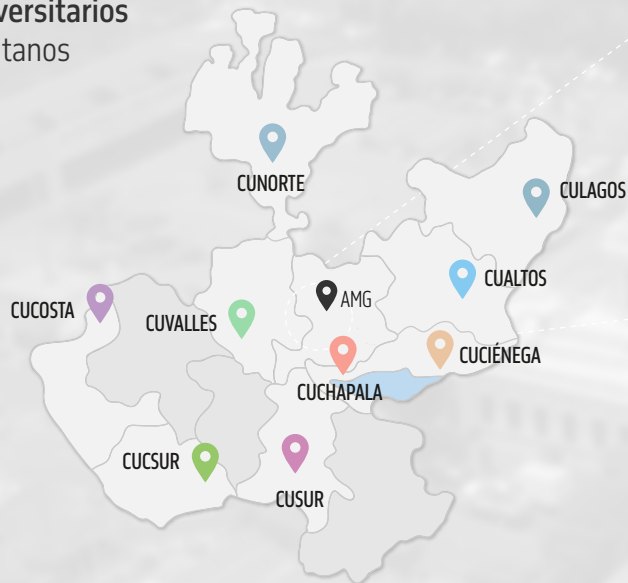 versitarios
tanos
CUNORTE
CULAGOS
CUALTOS
AMG
CUCOSTA
CUVALLES
CUCIÉNEGA
CUCHAPALA
CUCSUR
CUSUR